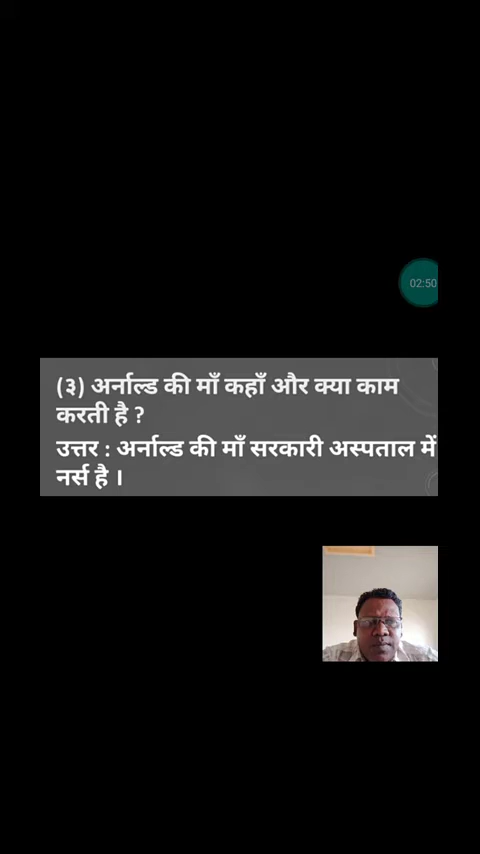 02:50
(३) अर्नाल्ड की माँ कहाँ और क्या काम
करती है ?
उत्तर : अर्नाल्ड की माँ सरकारी अस्पताल में
नर्स है ।